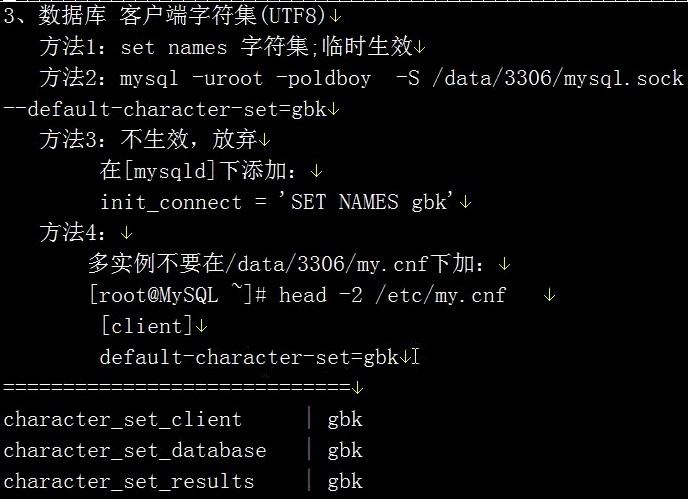 3、数据库 客户端字符集(UTF8)↓
方法1：set names 字符集;临时生效↓
方法2：mysql -uroot -poldboy  -S /data/3306/mysql.sock
--default-character-set=gbk↓
方法3：不生效，放弃↓
在[mysqld]下添加：↓
init_connect = 'SET NAMES gbk'↓
方法4：↓
多实例不要在/data/3306/my.cnf下加：↓
[root@MySQL ~]# head -2 /etc/my.cnf   ↓
[client]↓
default-character-set=gbk↓
=============================↓
character_set_client     | gbk
character_set_database   | gbk
character_set_results    | gbk